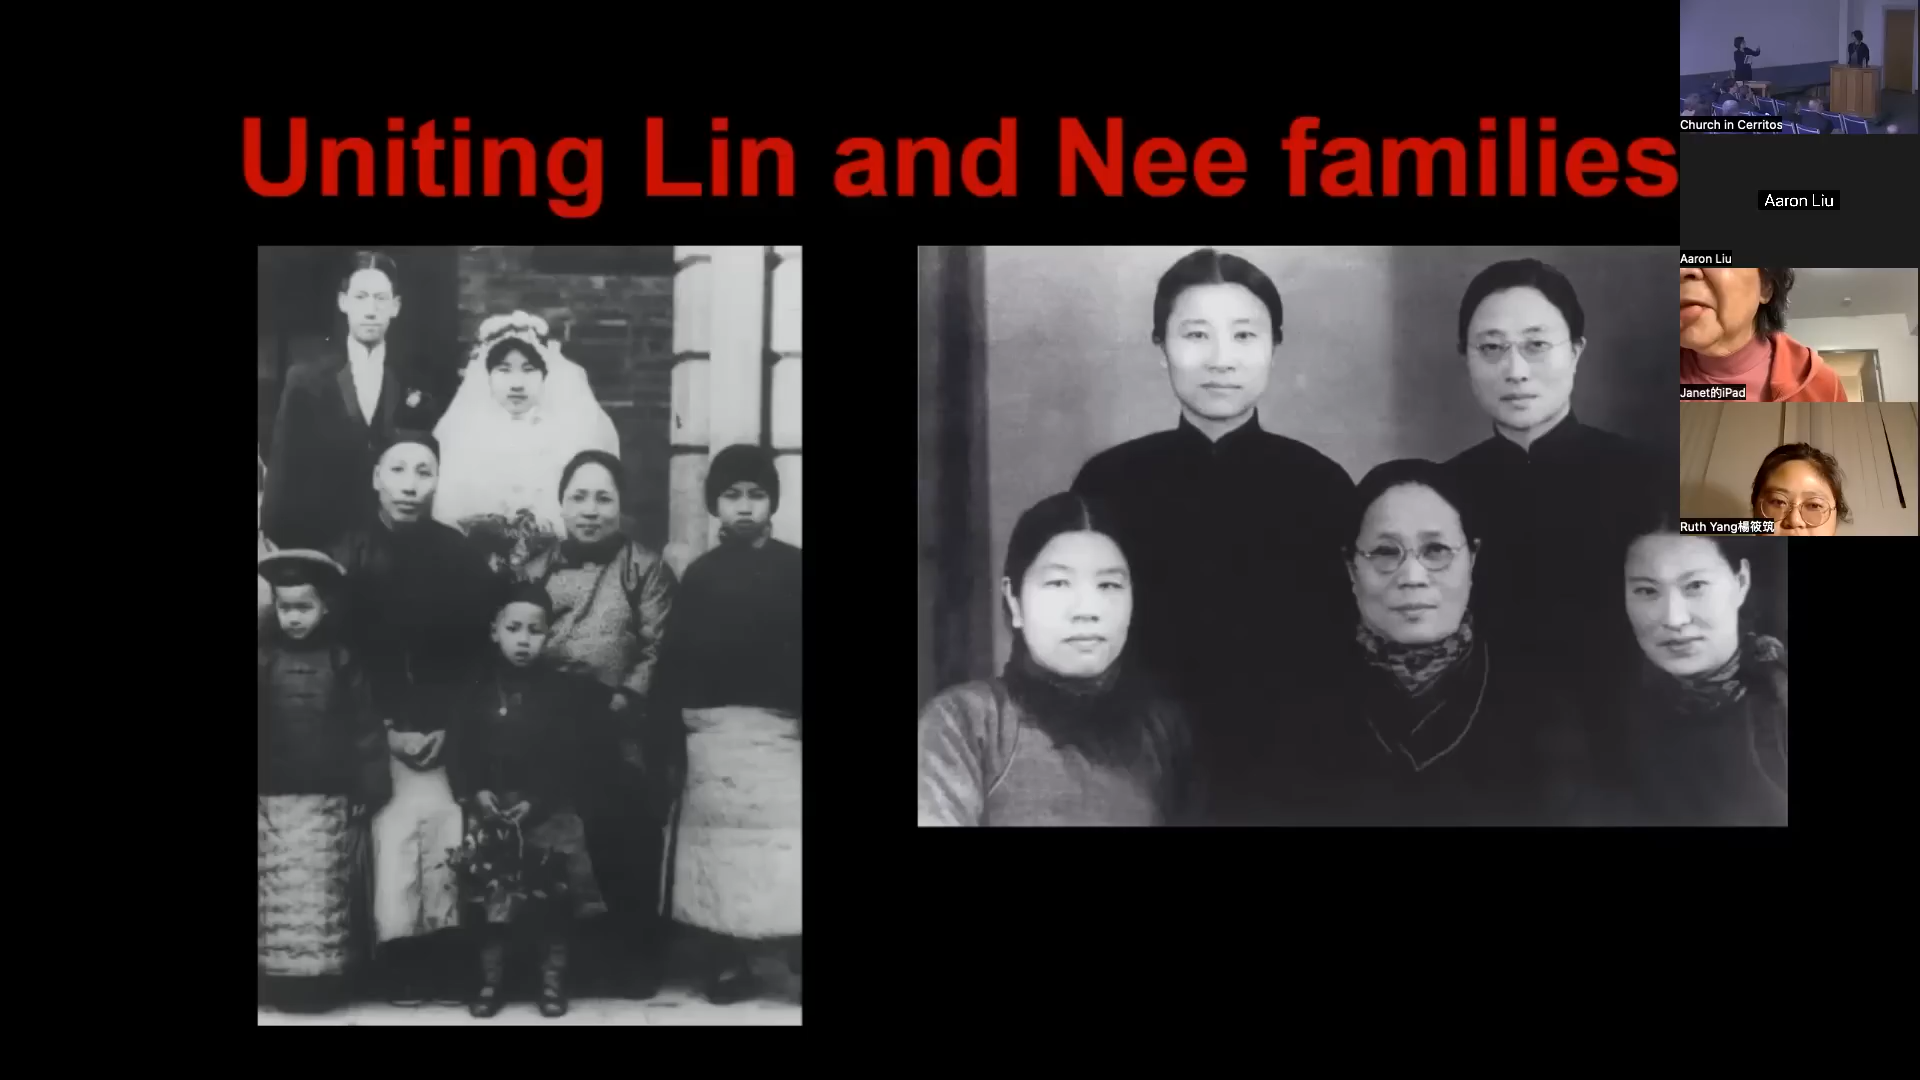 Uniting Lin and Nee families
Church in Cerritos
Aaron Liu
Aaron Liu
Janet的iPad
Ruth Yang楊筱筑